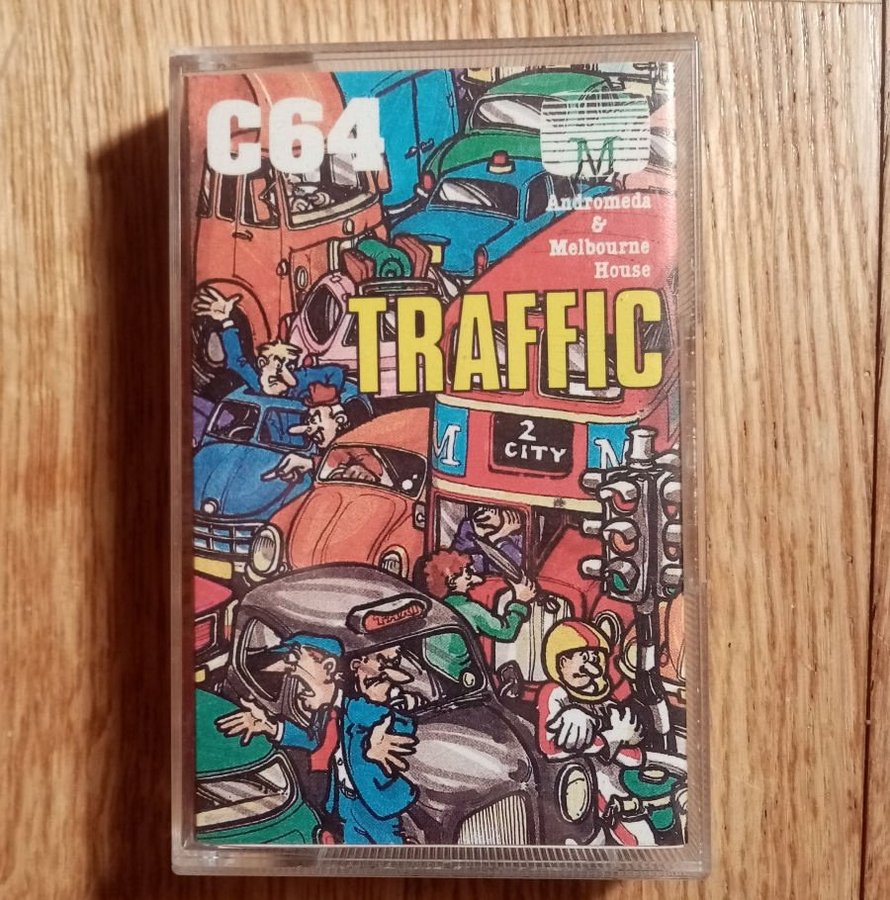 C64
M
Andromeda
&
Melbourne
House
TRAFFIC
M
2
CITY
M